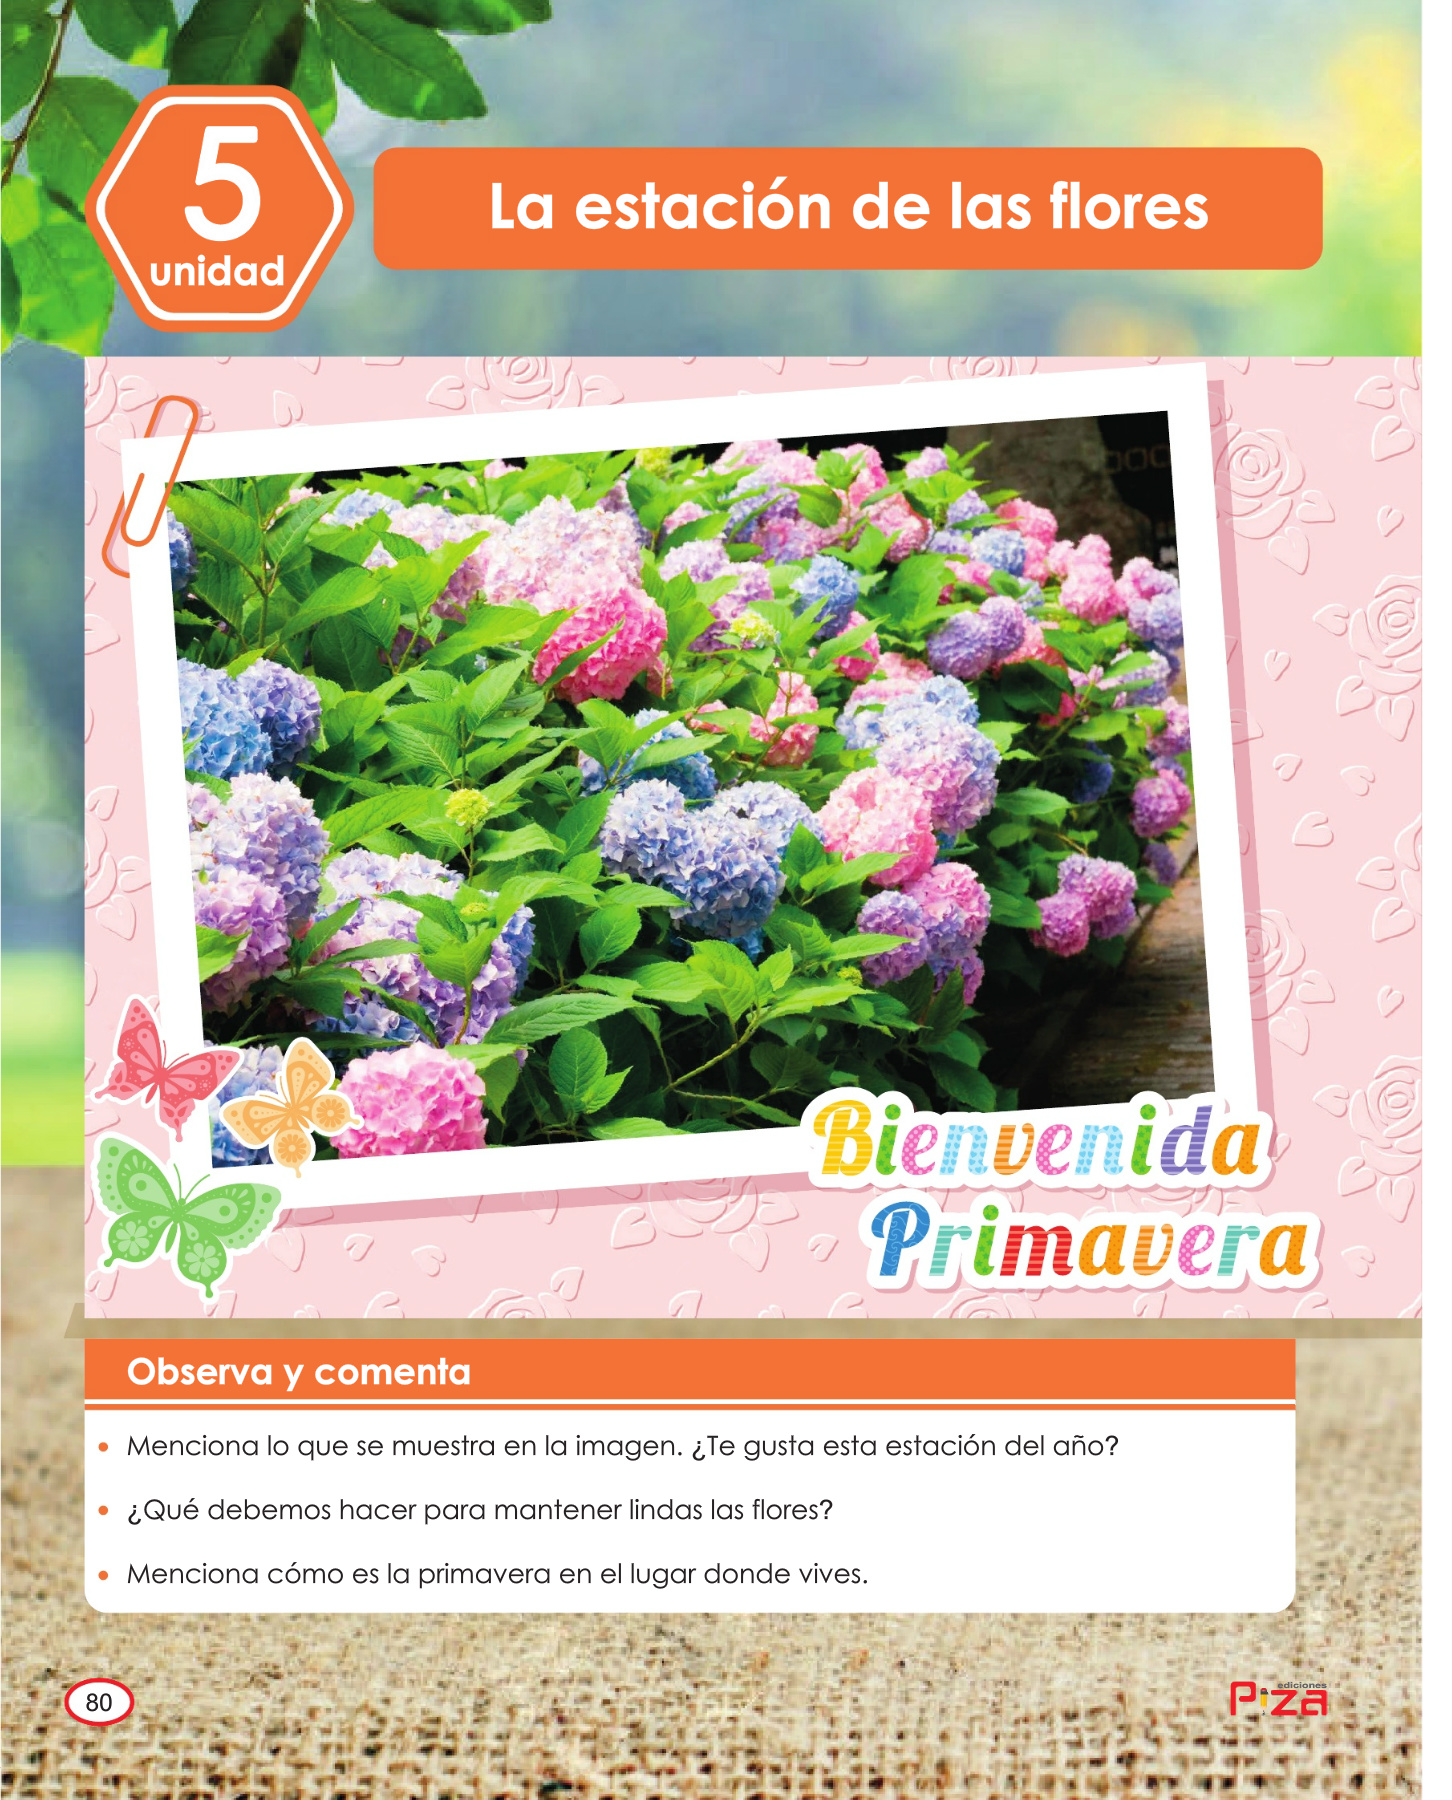 5
unidad
La estación de las flores
Bienvenida
Primavera
Observa y comenta
• Menciona lo que se muestra en la imagen. ¿Te gusta esta estación del año?
• ¿Qué debemos hacer para mantener lindas las flores?
• Menciona cómo es la primavera en el lugar donde vives.
80
ediciones
Piza